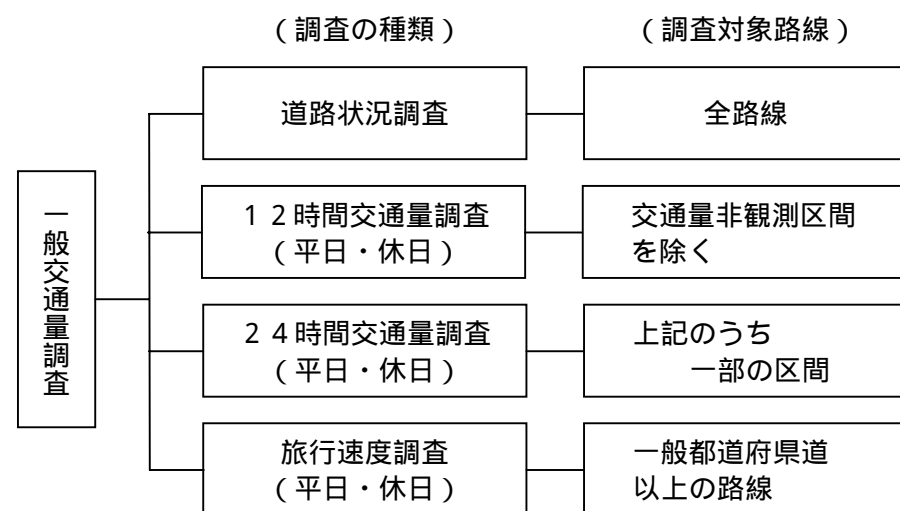 (調査の種類)
(調査対象路線)
道路状況調査
全路線
一般交通量調査
12時間交通量調査
(平日・休日)
交通量非観測区間
を除く
24時間交通量調査
(平日・休日)
上記のうち
一部の区間
旅行速度調査
(平日・休日)
一般都道府県道
以上の路線